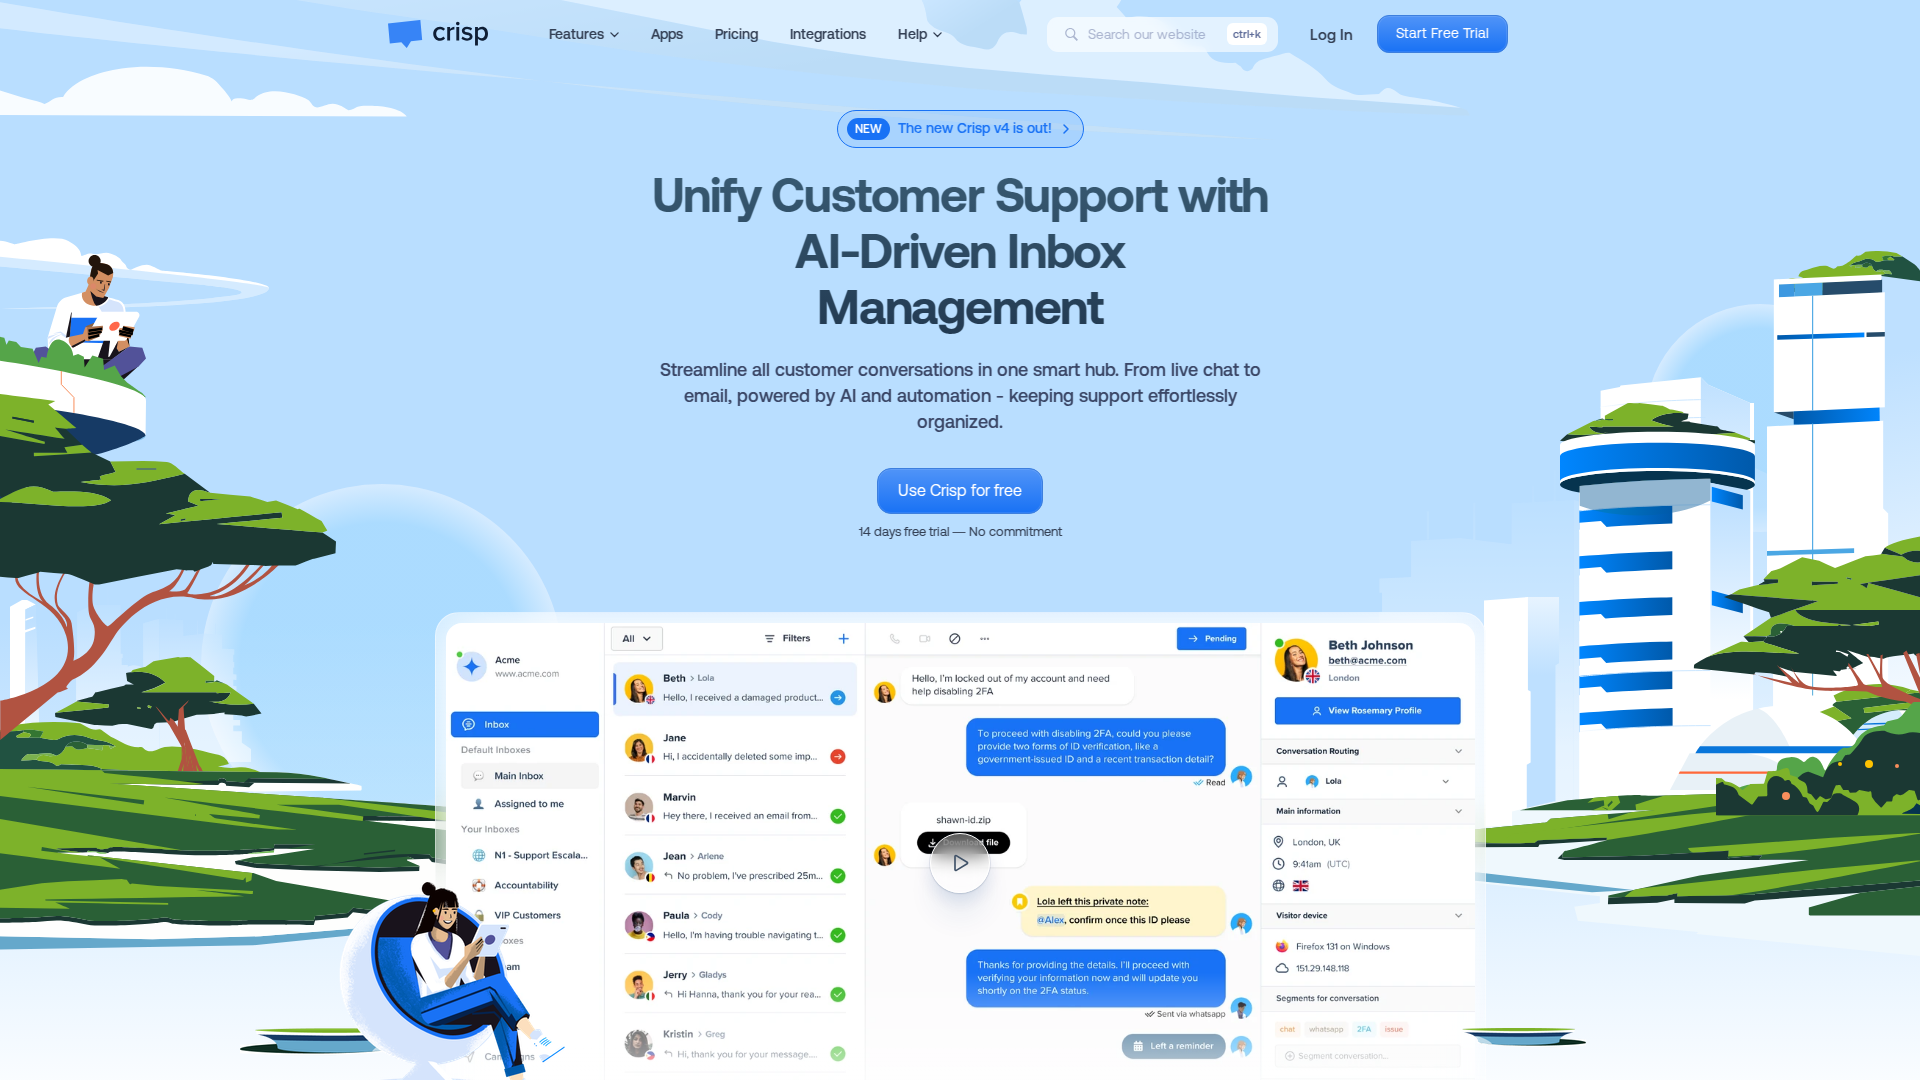 crisp
Features
Apps
Pricing
Integrations
Help
Search our website
ctrl+k
Log In
Start Free Trial
NEW The new Crisp v4 is out!
Unify Customer Support with
AI-Driven Inbox
Management
Streamline all customer conversations in one smart hub. From live chat to
email, powered by AI and automation - keeping support effortlessly
organized.
Use Crisp for free
14 days free trial — No commitment
Acme
www.acme.com
Inbox
Default Inboxes
Main Inbox
Assigned to me
Your Inboxes
N1 - Support Escala...
Accountability
VIP Customers
All
Filters
Beth > Lola
Hello, I received a damaged product...
Jane
Hi, I accidentally deleted some imp...
Marvin
Hey there, I received an email from...
Jean > Arlene
No problem, I've prescribed 25m...
Paula > Cody
Hello, I'm having trouble navigating t...
Jerry > Gladys
Hi Hanna, thank you for your rea...
Kristin > Greg
Hi, thank you for your message....
Pending
Hello, I'm locked out of my account and need
help disabling 2FA
To proceed with disabling 2FA, could you please
provide two forms of ID verification, like a
government-issued ID and a recent transaction detail?
Read
shawn-id.zip
file
Lola left this private note:
@Alex, confirm once this ID please
Thanks for providing the details. I'll proceed with
verifying your information now and will update you
shortly on the 2FA status.
Sent via whatsapp
Left a reminder
Beth Johnson
beth@acme.com
London
View Rosemary Profile
Conversation Routing
Lola
Main information
London, UK
9:41am (UTC)
Visitor device
Firefox 131 on Windows
151.29.148.118
Segments for conversation
chat whatsapp 2FA issue
Segment conversation...